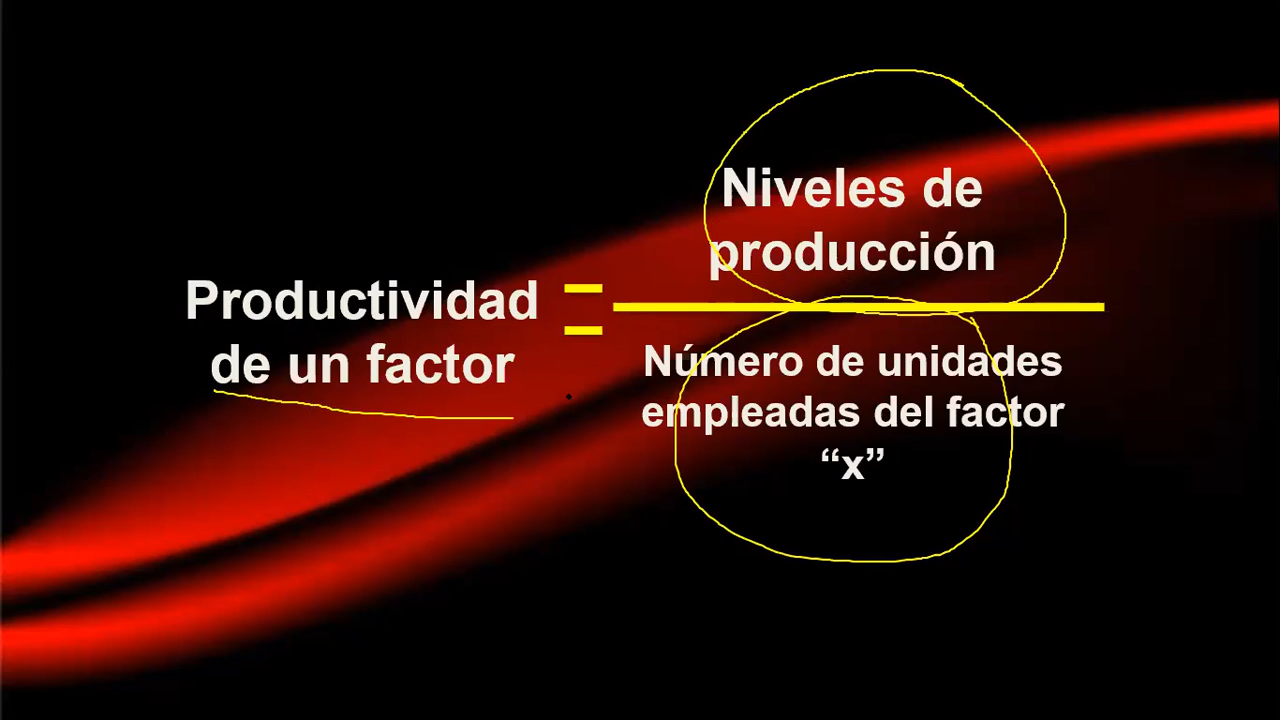 Productividad
de un factor
=
Niveles de
producción
Número de unidades
empleadas del factor
“x”